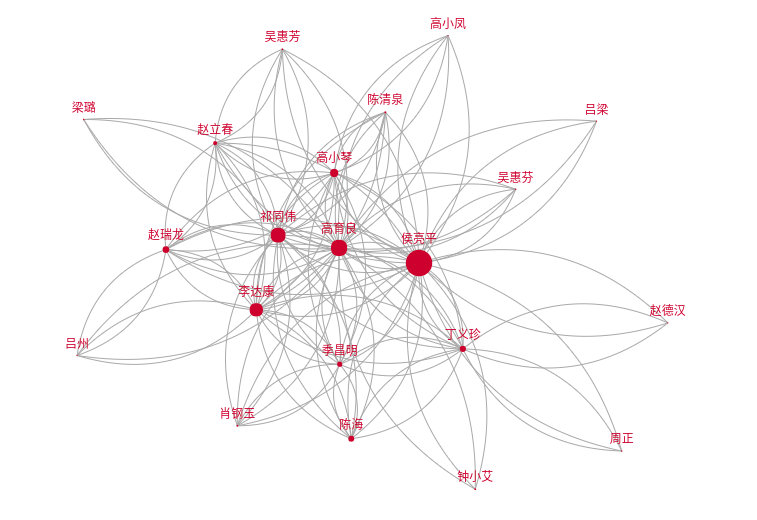 高小凤
吴惠芳
陈清泉
梁璐
吕梁
赵立春
高小琴
吴惠芬
祁同伟
高育良
赵瑞龙
侯亮平
李达康
赵德汉
丁义珍
吕州
季昌明
肖钢玉
陈海
周正
钟小艾